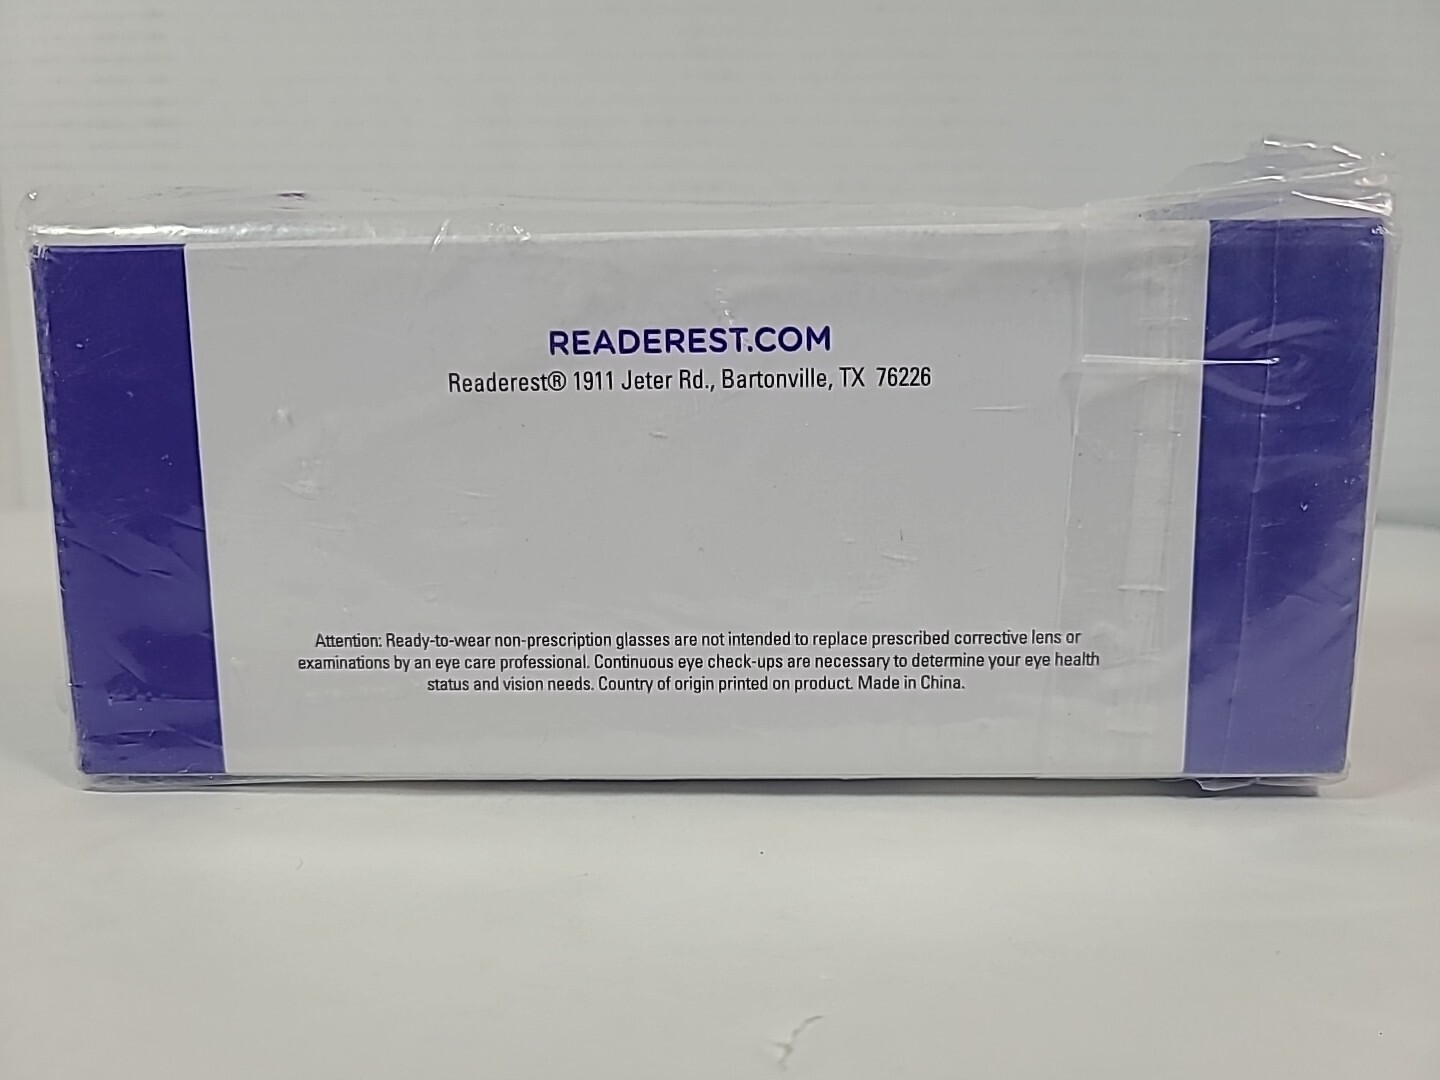 READEREST.COM
Readerest® 1911 Jeter Rd., Bartonville, TX 76226
Attention: Ready-to-wear non-prescription glasses are not intended to replace prescribed corrective lens or
examinations by an eye care professional. Continuous eye check-ups are necessary to determine your eye health
status and vision needs. Country of origin printed on product. Made in China.